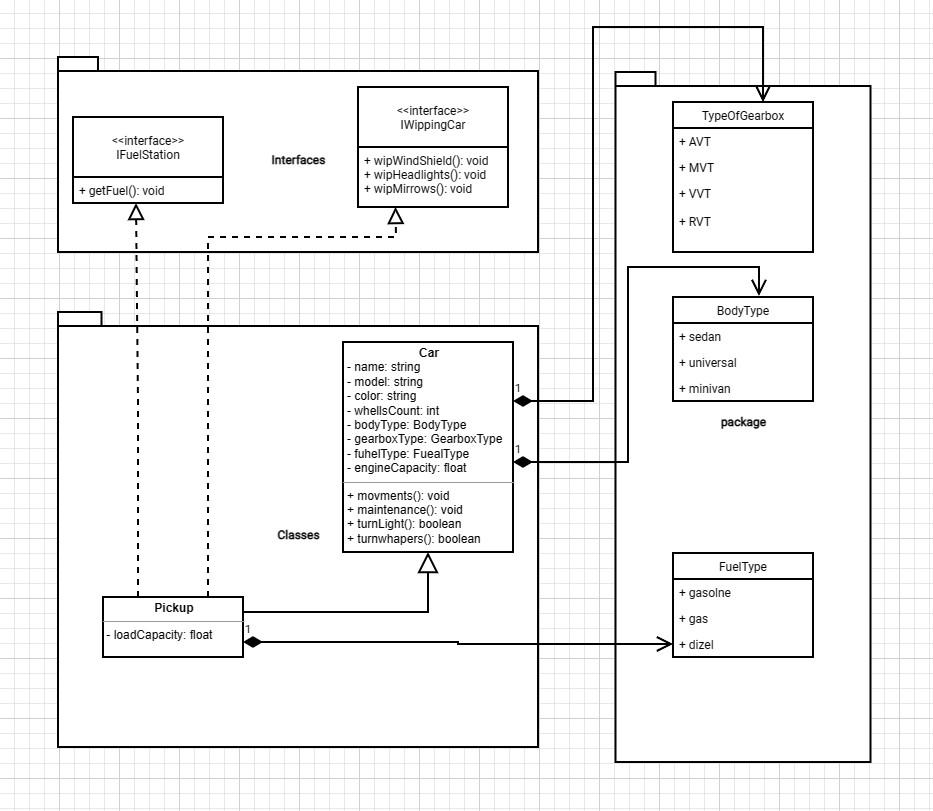 <<interface>>
IFuelStation
+ getFuel(): void
Interfaces
<<interface>>
IWippingCar
+ wipWindShield(): void
+ wipHeadlights(): void
+ wipMirrows(): void
TypeOfGearbox
+ AVT
+ MVT
+ VVT
+ RVT
BodyType
+ sedan
+ universal
+ minivan
package
FuelType
+ gasolne
+ gas
+ dizel
Car
- name: string
- model: string
- color: string
- whellsCount: int
- bodyType: BodyType
- gearboxType: GearboxType
- fuhelType: FuealType
- engineCapacity: float
+ movments(): void
+ maintenance(): void
+ turnLight(): boolean
+ turnwhapers(): boolean
1
1
Classes
Pickup
- loadCapacity: float
1